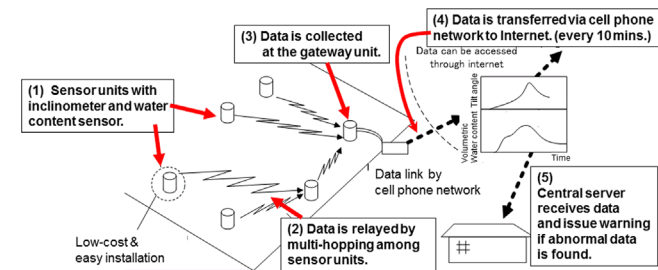 (1) Sensor units with
inclinometer and water
content sensor.
(3) Data is collected
at the gateway unit.
(4) Data is transferred via cell phone
network to Internet. (every 10 mins.)
Data can be accessed
through internet
Volumetric
Water content
Tilt angle
Time
Data link by
cell phone network
(2) Data is relayed by
multi-hopping among
sensor units.
Low-cost &
easy installation
(5)
Central server
receives data
and issue warning
if abnormal data
is found.